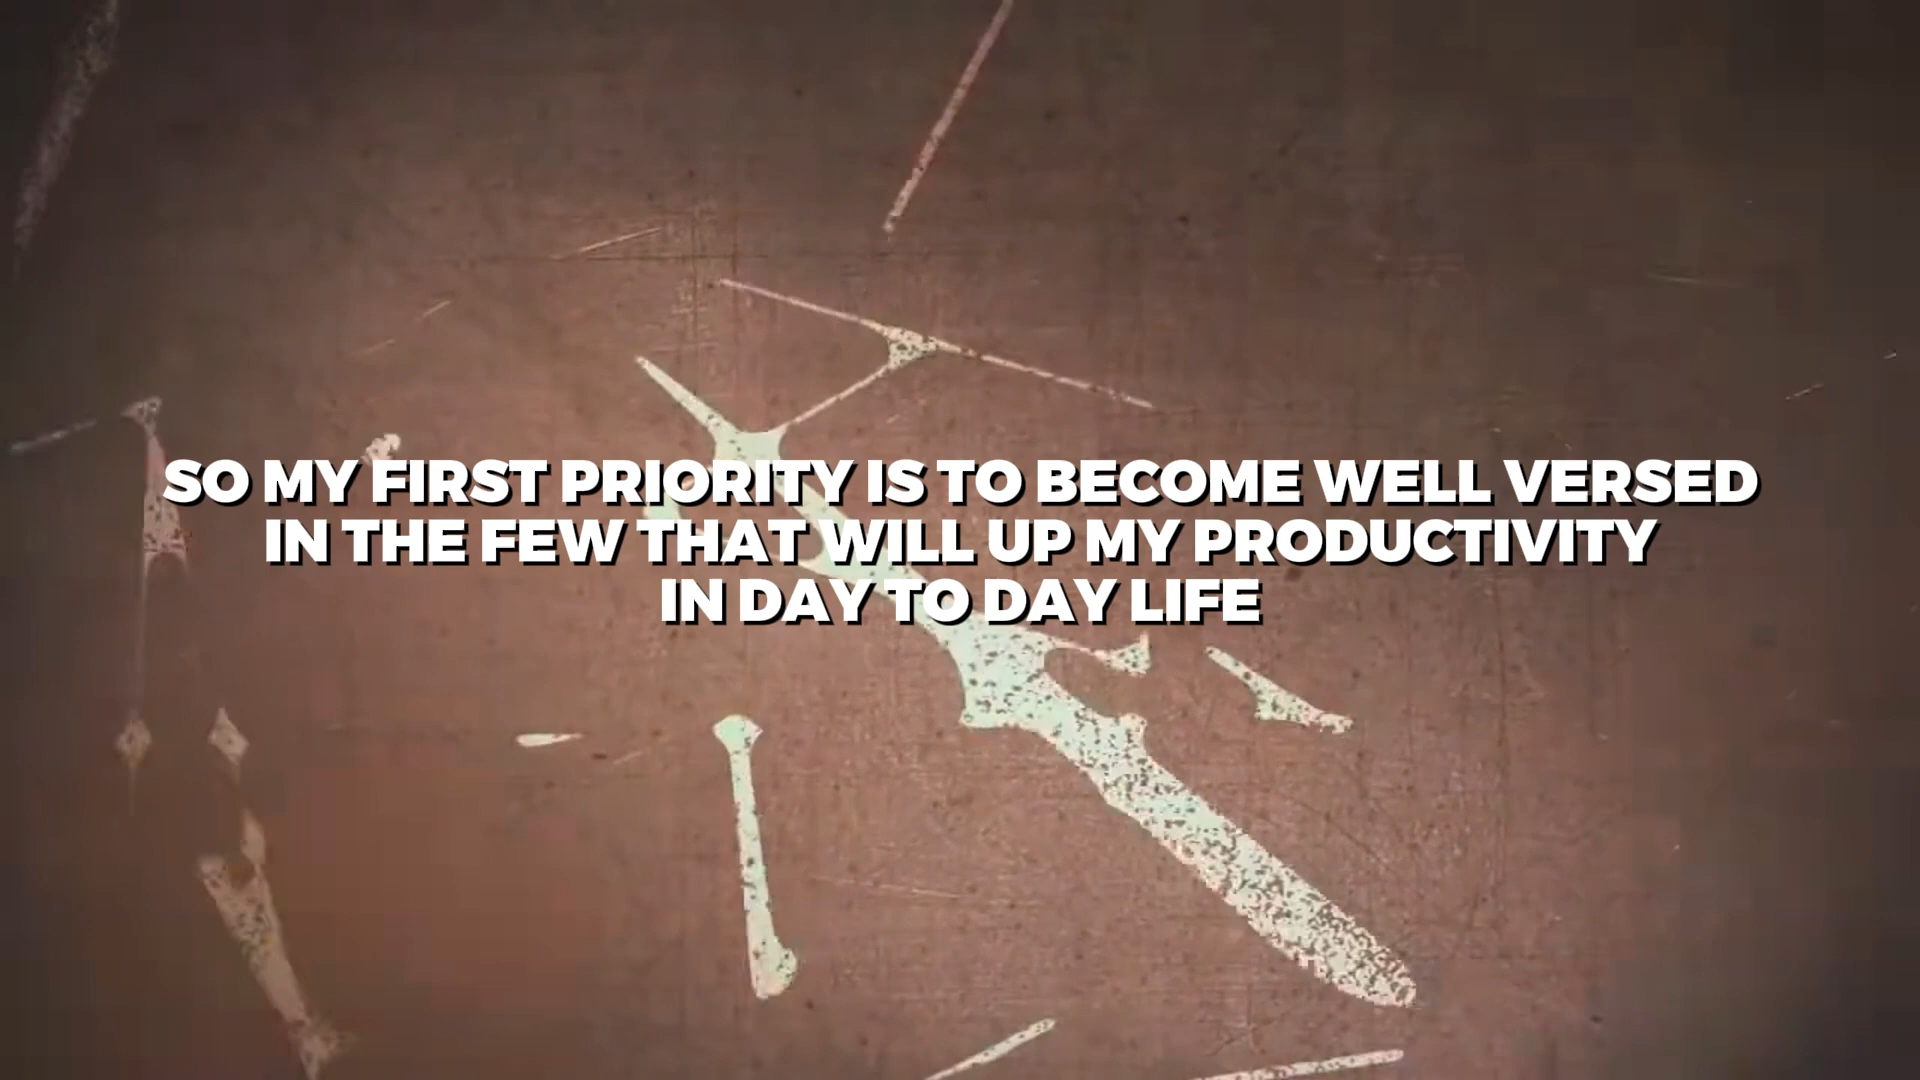 SO MY FIRST PRIORITY IS TO BECOME WELL VERSED
IN THE FEW THAT WILL UP MY PRODUCTIVITY
IN DAY TO DAY LIFE